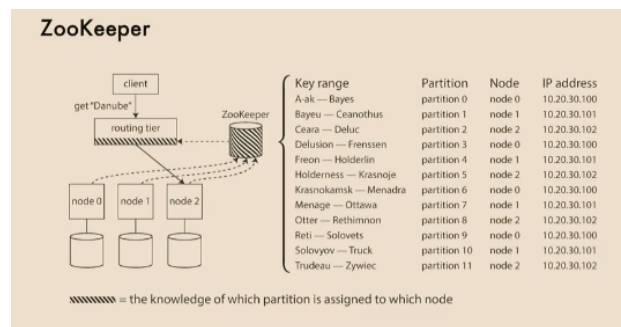 ZooKeeper
client
get "Danube"
routing tier
ZooKeeper
node 0 node 1 node 2
Key range Partition Node IP address
A-ak — Bayes partition 0 node 0 10.20.30.100
Bayeu — Ceanothus partition 1 node 1 10.20.30.101
Ceara — Deluc partition 2 node 2 10.20.30.102
Delusion — Frenssen partition 3 node 0 10.20.30.100
Freon — Holderlin partition 4 node 1 10.20.30.101
Holderness — Krasnoje partition 5 node 2 10.20.30.102
Krasnokamsk — Menadra partition 6 node 0 10.20.30.100
Menage — Ottawa partition 7 node 1 10.20.30.101
Otter — Rethimnon partition 8 node 2 10.20.30.102
Reti — Solovets partition 9 node 0 10.20.30.100
Solovyov — Truck partition 10 node 1 10.20.30.101
Trudeau — Zywiec partition 11 node 2 10.20.30.102
= the knowledge of which partition is assigned to which node